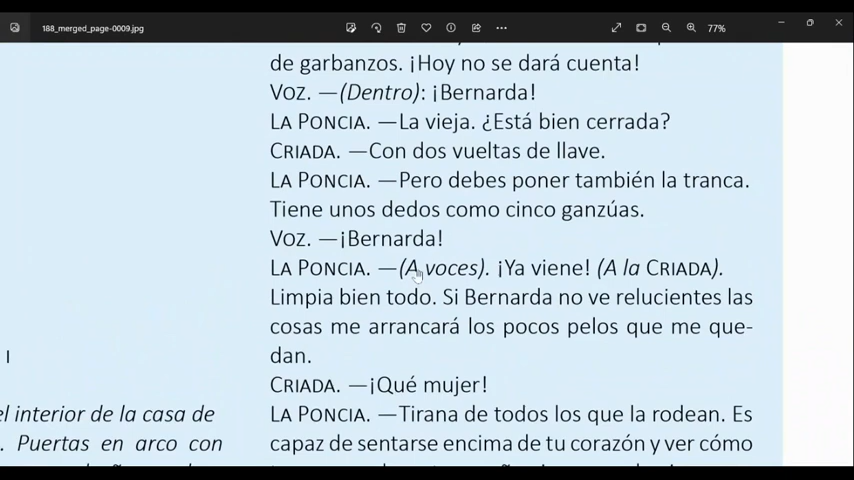 188_merged_page-0009.jpg
77%
de garbanzos. ¡Hoy no se dará cuenta!
VOZ. —(Dentro): ¡Bernarda!
LA PONCIA. —La vieja. ¿Está bien cerrada?
CRIADA. —Con dos vueltas de llave.
LA PONCIA. —Pero debes poner también la tranca.
Tiene unos dedos como cinco ganzúas.
VOZ. —¡Bernarda!
LA PONCIA. —(A voces). ¡Ya viene! (A la CRIADA).
Limpia bien todo. Si Bernarda no ve relucientes las
cosas me arrancará los pocos pelos que me que-
dan.
CRIADA. —¡Qué mujer!
LA PONCIA. —Tirana de todos los que la rodean. Es
capaz de sentarse encima de tu corazón y ver cómo
I
el interior de la casa de
. Puertas en arco con